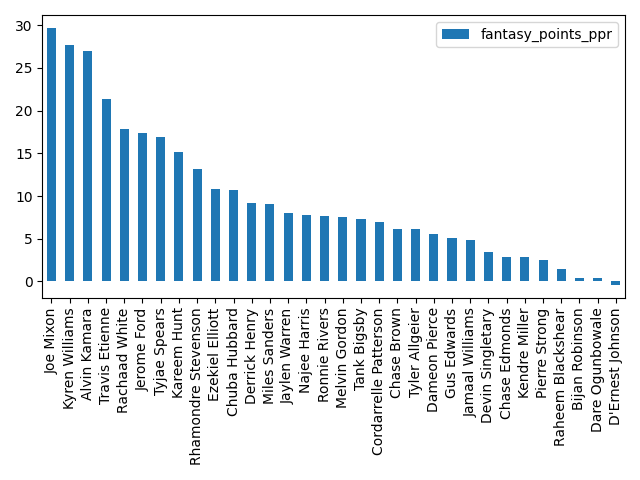 fantasy_points_ppr
30
25
20
15
10
5
0
Joe Mixon
Kyren Williams
Alvin Kamara
Travis Etienne
Rachaad White
Jerome Ford
Tyjae Spears
Kareem Hunt
Rhamondre Stevenson
Ezekiel Elliott
Chuba Hubbard
Derrick Henry
Miles Sanders
Jaylen Warren
Najee Harris
Ronnie Rivers
Melvin Gordon
Tank Bigsby
Cordarrelle Patterson
Chase Brown
Tyler Allgeier
Dameon Pierce
Gus Edwards
Jamaal Williams
Devin Singletary
Chase Edmonds
Kendre Miller
Pierre Strong
Raheem Blackshear
Bijan Robinson
Dare Ogunbowale
D'Ernest Johnson